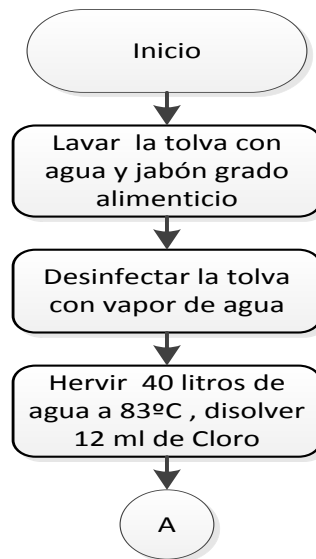 Inicio
Lavar la tolva con
agua y jabón grado
alimenticio
Desinfectar la tolva
con vapor de agua
Hervir 40 litros de
agua a 83ºC , disolver
12 ml de Cloro
A